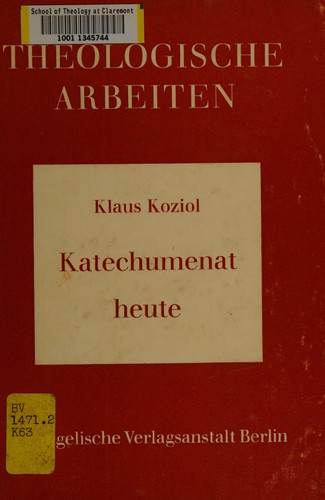 School of Theology at Claremont
1001 1345744
THEOLOGISCHE
ARBEITEN
Klaus Koziol
Katechumenat
heute
BV
1471.2
K63
gelische Verlagsanstalt Berlin